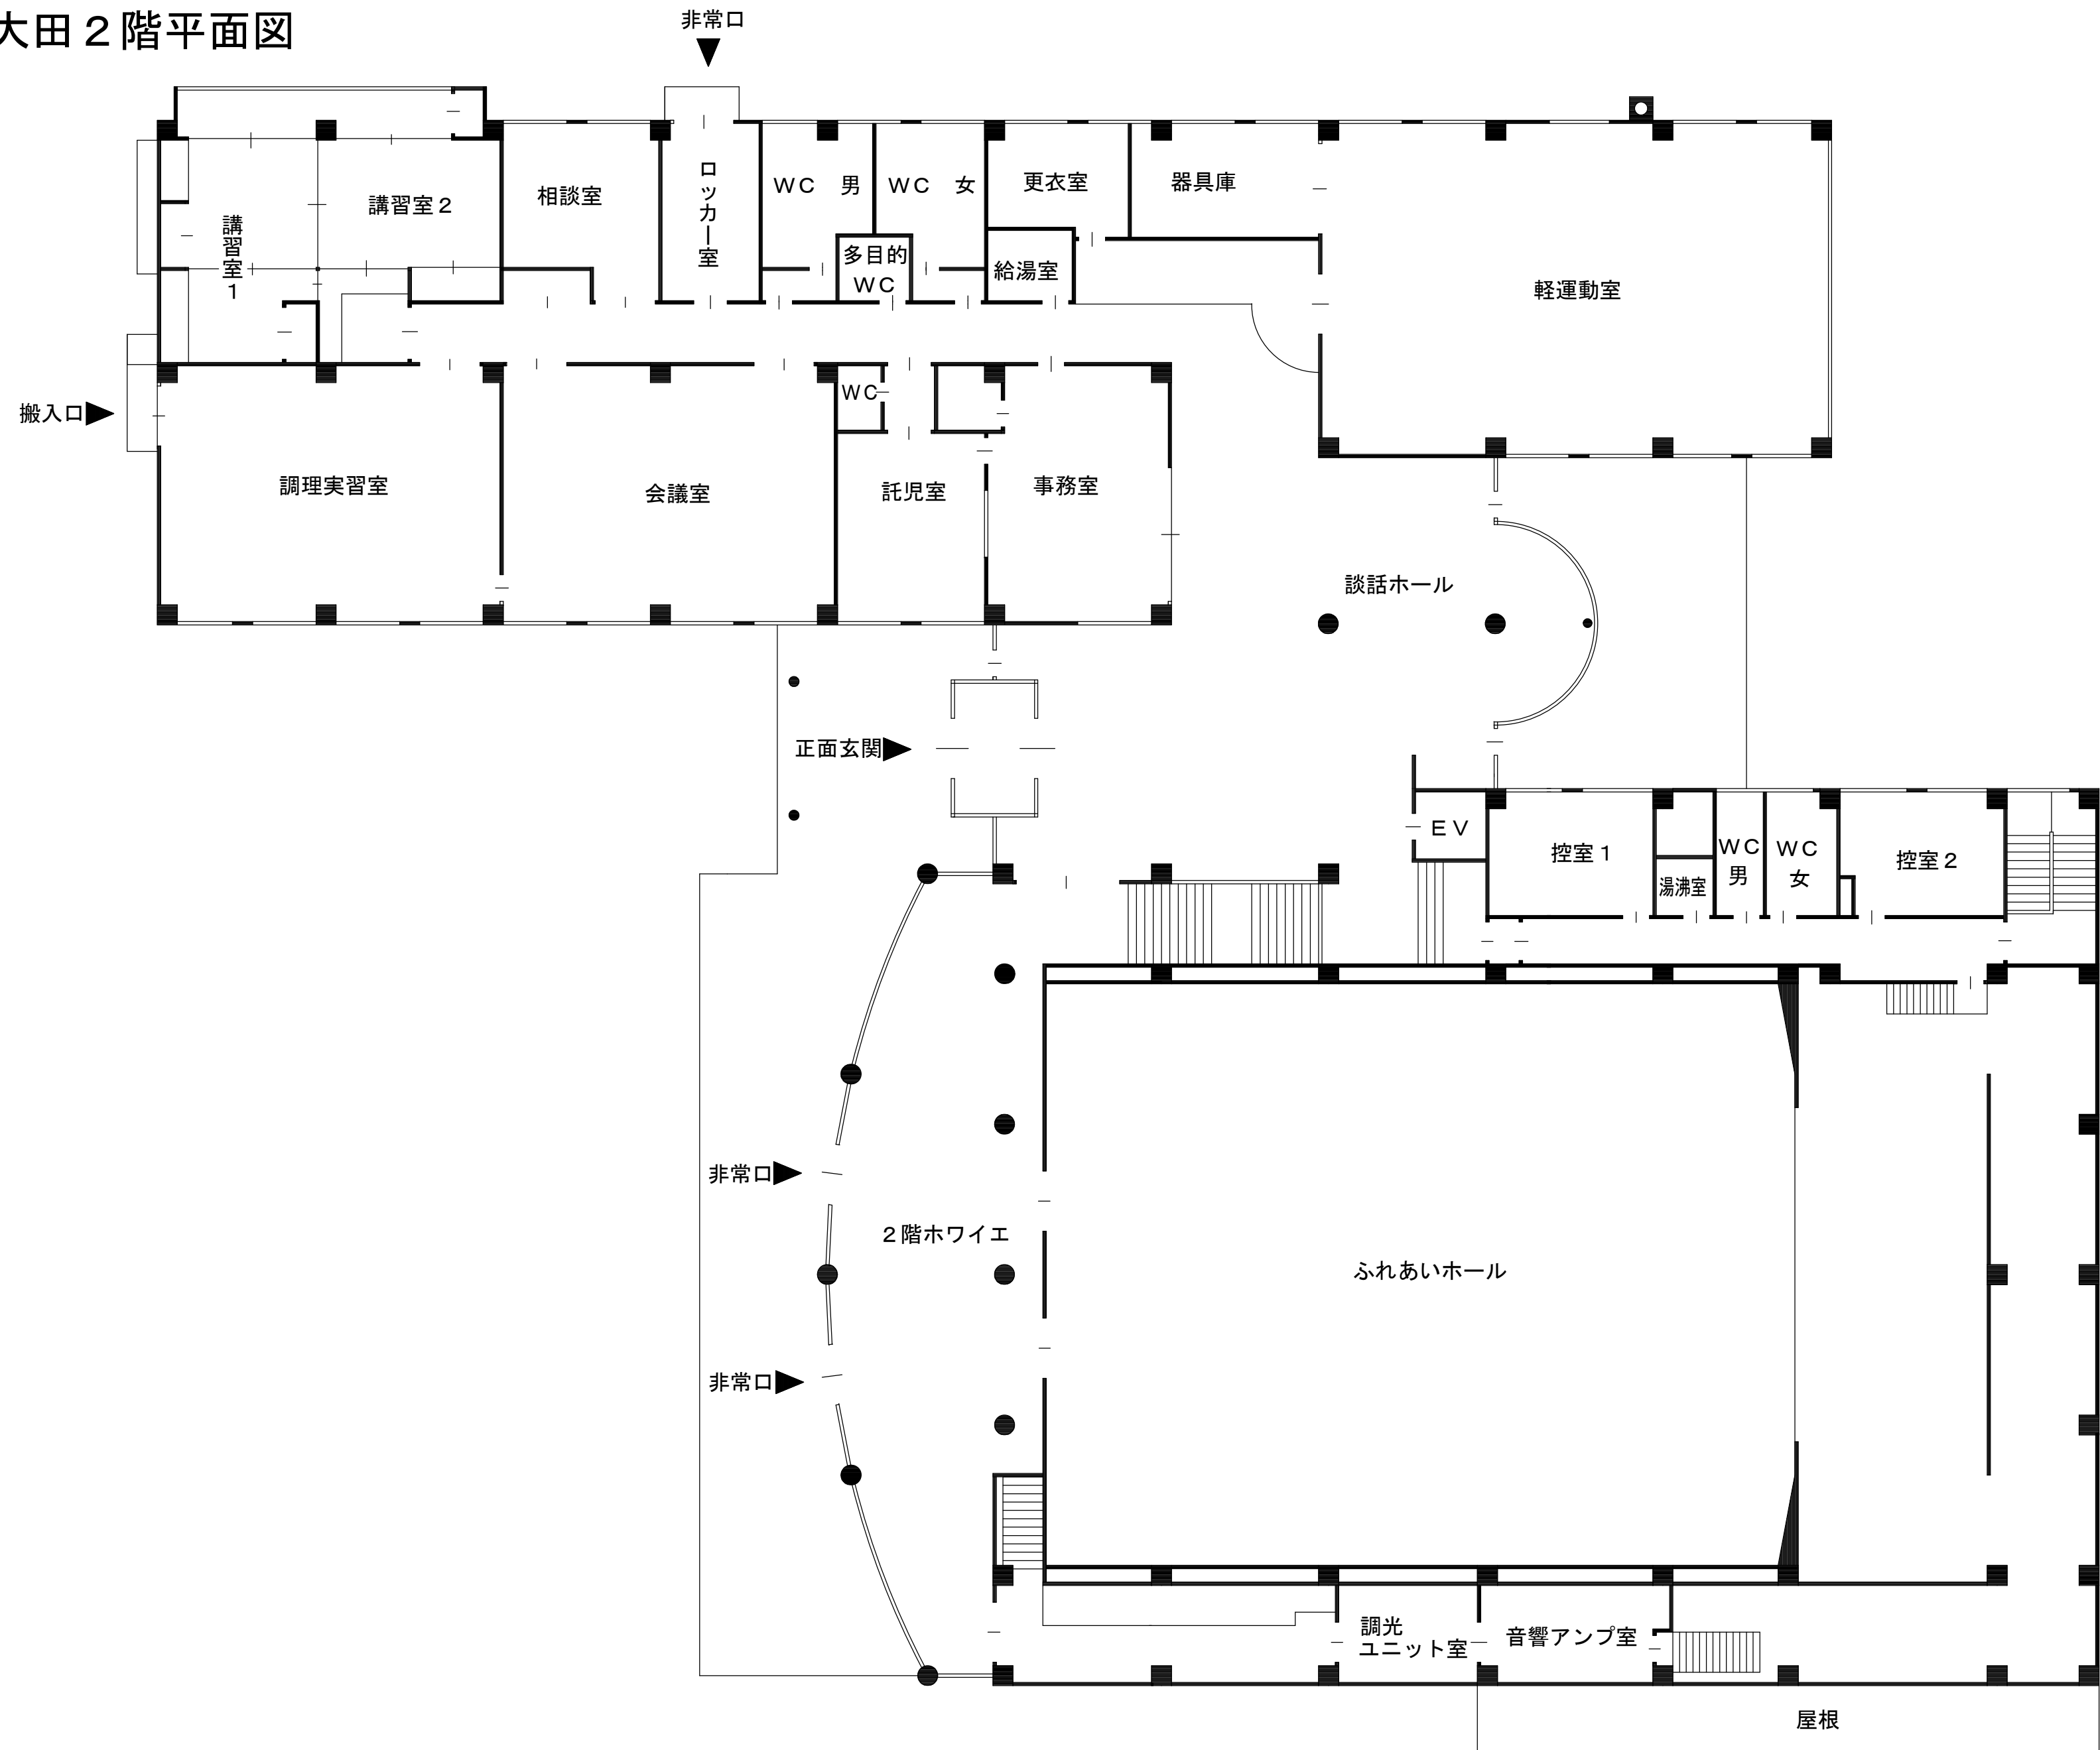 大田２階平面図
非常口
講習室２
講習室１
相談室
ロッカー室
ＷＣ　男
ＷＣ　女
多目的
ＷＣ
更衣室
給湯室
器具庫
軽運動室
搬入口
調理実習室
会議室
ＷＣ
託児室
事務室
談話ホール
正面玄関
ＥＶ
控室１
湯沸室
ＷＣ
男
ＷＣ
女
控室２
非常口
２階ホワイエ
ふれあいホール
非常口
調光
ユニット室
音響アンプ室
屋根